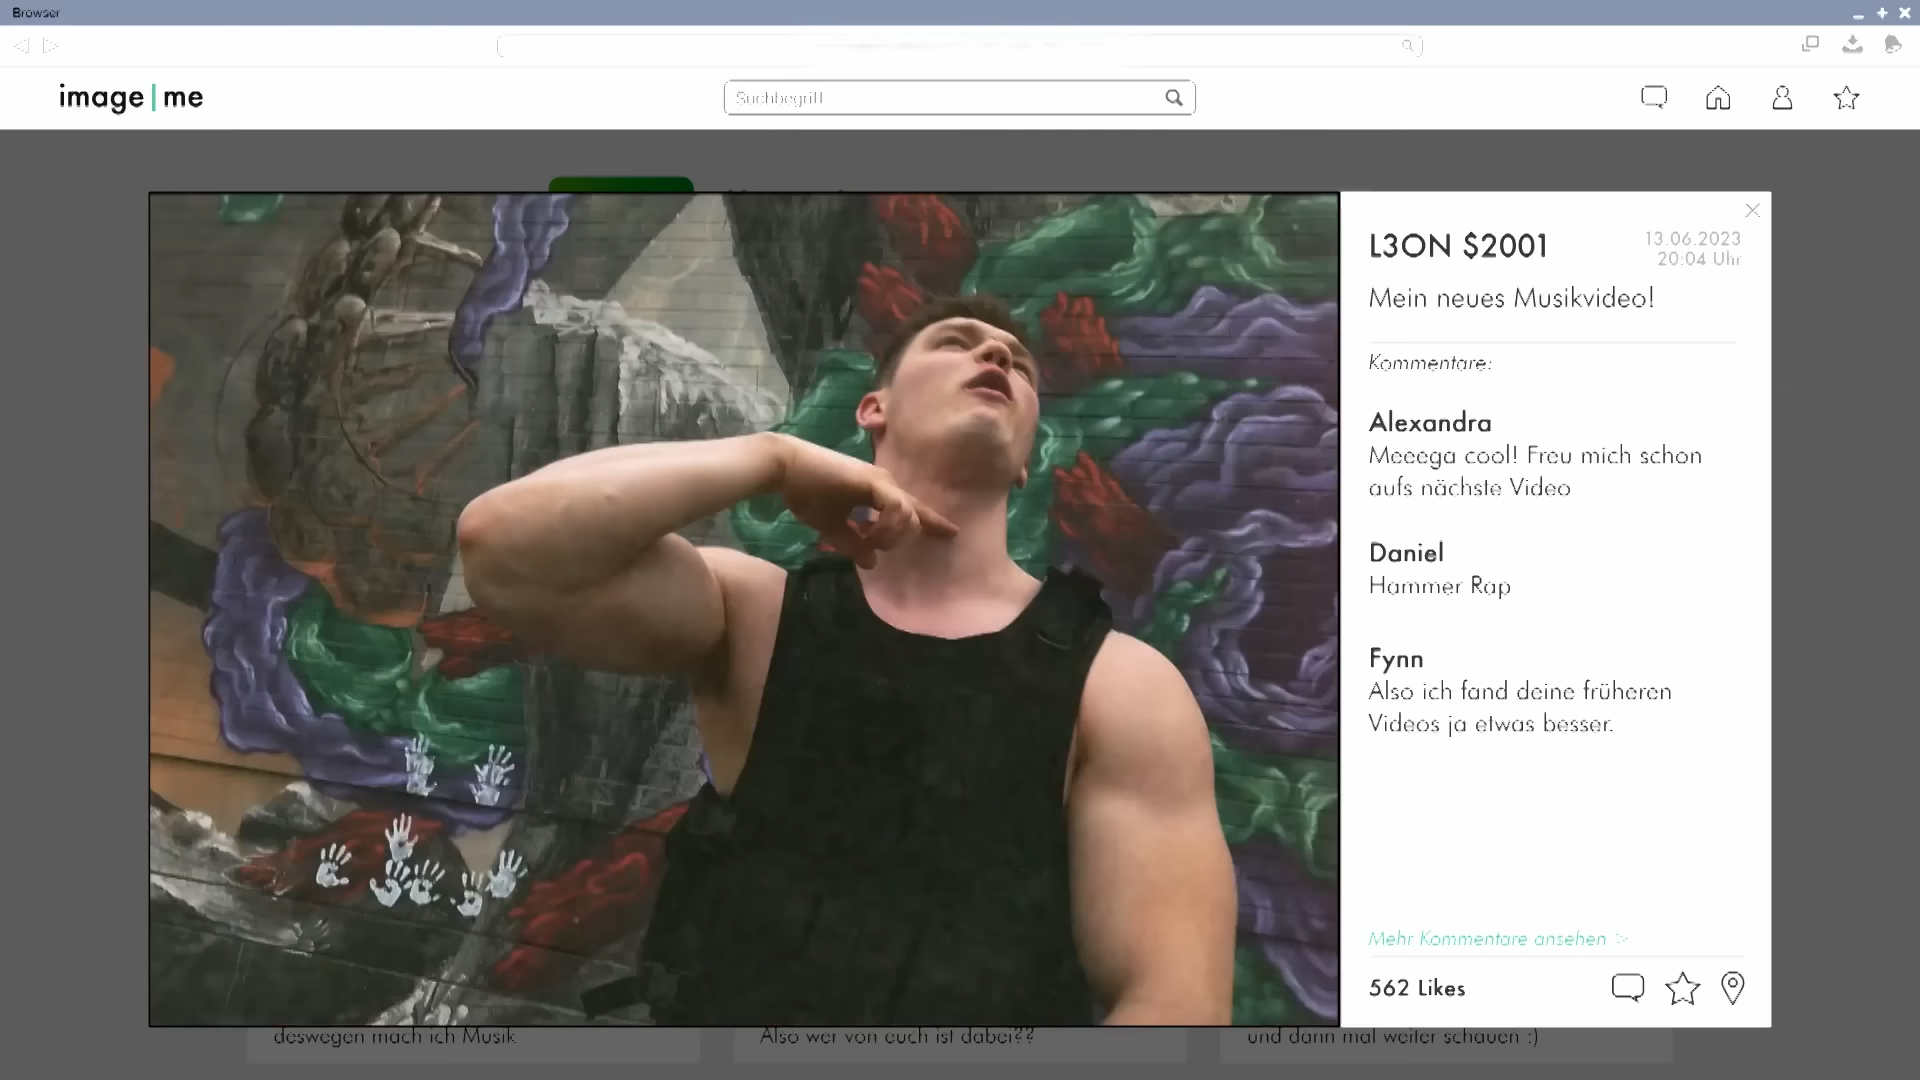 Browser
image|me
Suchbegriff
L3ON $2001
13.06.2023
20:04 Uhr
Mein neues Musikvideo!
Kommentare:
Alexandra
Meeega cool! Freu mich schon
aufs nächste Video
Daniel
Hammer Rap
Fynn
Also ich fand deine früheren
Videos ja etwas besser.
Mehr Kommentare ansehen >
562 Likes
deswegen mach ich Musik
Also wer von euch ist dabei??
und dann mal weiter schauen :)